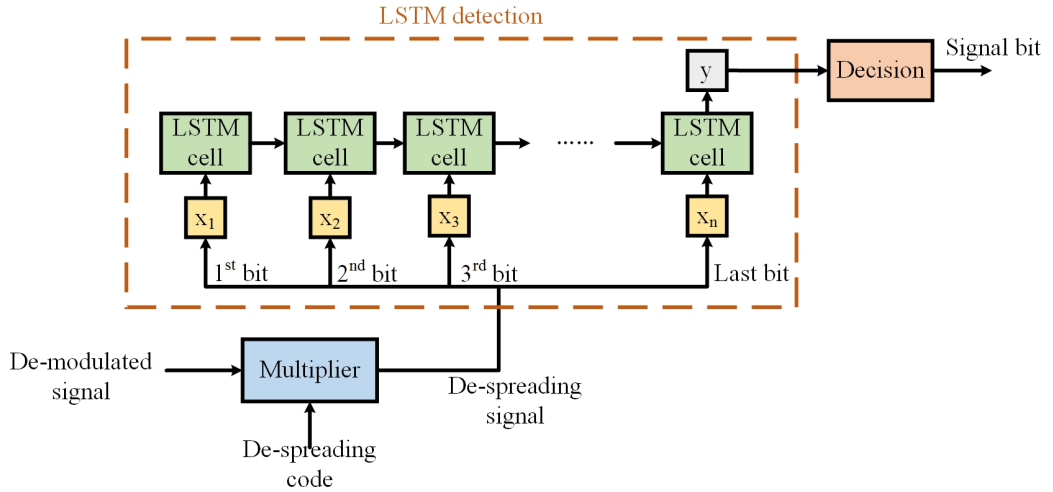 LSTM detection
Signal bit
y
Decision
LSTM
cell
LSTM
cell
LSTM
cell
......
LSTM
cell
x₁
x₂
x₃
xₙ
1ˢᵗ bit
2ⁿᵈ bit
3ʳᵈ bit
Last bit
De-modulated
signal
Multiplier
De-spreading
signal
De-spreading
code